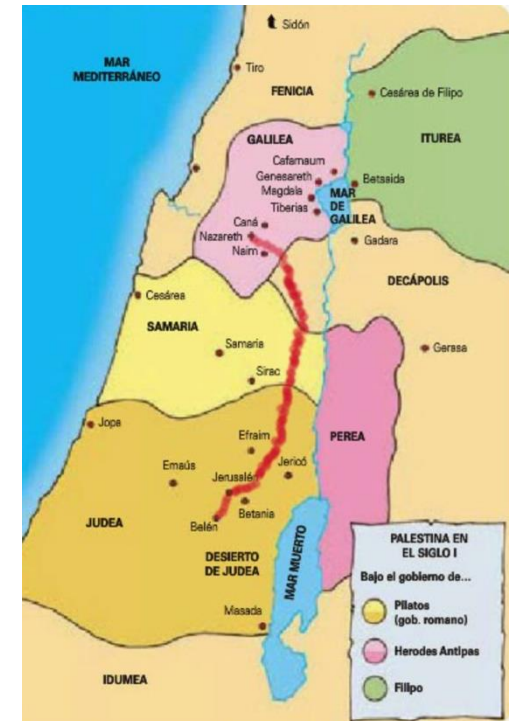 Sidón
MAR
MEDITERRÁNEO
Tiro
FENICIA
Cesárea de Filipo
GALILEA
ITUREA
Cafarnaum
Genesareth
Magdala
Tiberias
Betsaida
MAR
DE
GALILEA
Caná
Nazareth
Naim
Gadara
DECÁPOLIS
Cesárea
SAMARIA
Samaria
Sirac
Gerasa
Jopa
Efraim
PEREA
Emaús
Jerusalén
Jericó
Betania
Belén
JUDEA
DESIERTO
DE JUDEA
MAR MUERTO
Masada
IDUMEA
PALESTINA EN
EL SIGLO I
Bajo el gobierno de...
Pilatos
(gob. romano)
Herodes Antipas
Filipo